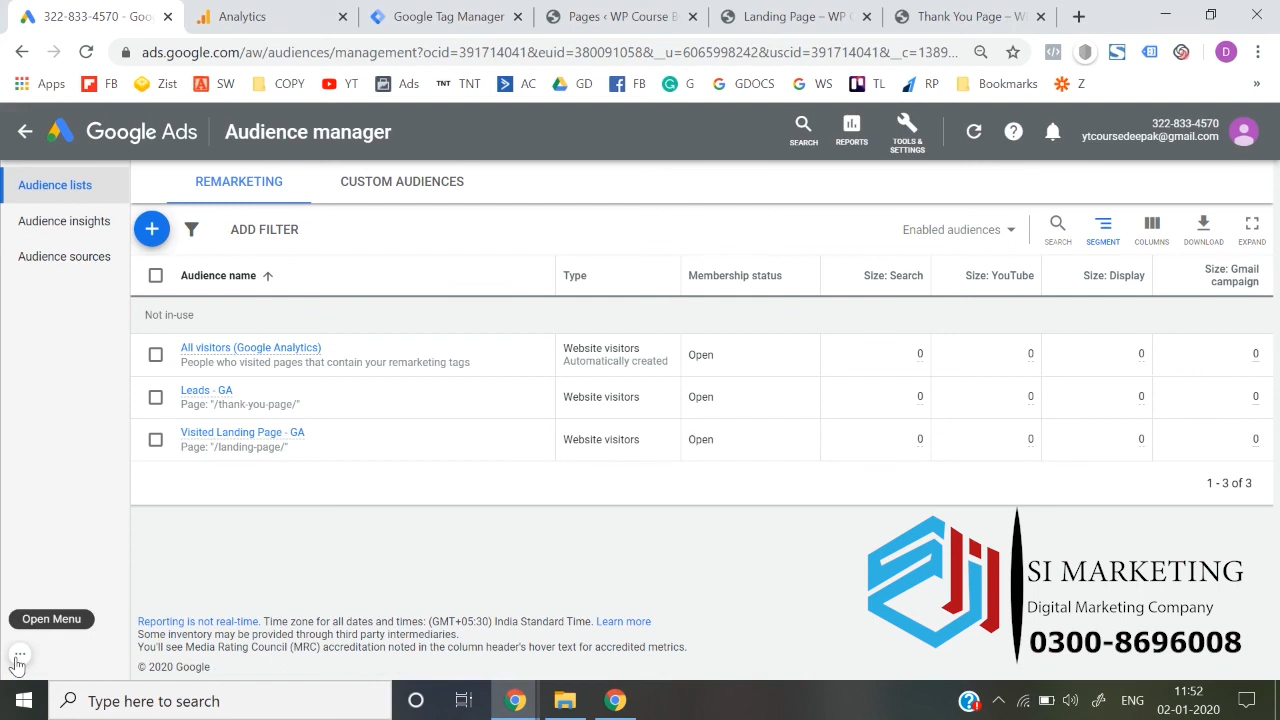 322-833-4570 - Goo
Analytics
Google Tag Manager
Pages ‹ WP Course B
Landing Page – WP C
Thank You Page – W
ads.google.com/aw/audiences/management?ocid=391714041&euid=380091058&__u=6065998242&uscid=391714041&__c=1389...
D
Apps
FB
Zist
SW
COPY
YT
Ads
TNT TNT
AC
GD
FB
G
GDOCS
WS
TL
RP
Bookmarks
Z
»
Google Ads
Audience manager
SEARCH
REPORTS
TOOLS &
SETTINGS
322-833-4570
ytcoursedeepak@gmail.com
Audience lists
Audience insights
Audience sources
REMARKETING
CUSTOM AUDIENCES
ADD FILTER
Enabled audiences
SEARCH
SEGMENT
COLUMNS
DOWNLOAD
EXPAND
Audience name
Type
Membership status
Size: Search
Size: YouTube
Size: Display
Size: Gmail
campaign
Not in-use
All visitors (Google Analytics)
People who visited pages that contain your remarketing tags
Website visitors
Automatically created
Open
0
0
0
0
Leads - GA
Page: "/thank-you-page/"
Website visitors
Open
0
0
0
0
Visited Landing Page - GA
Page: "/landing-page/"
Website visitors
Open
0
0
0
0
1 - 3 of 3
SI MARKETING
Digital Marketing Company
0300-8696008
Open Menu
Reporting is not real-time. Time zone for all dates and times: (GMT+05:30) India Standard Time. Learn more
Some inventory may be provided through third party intermediaries.
You'll see Media Rating Council (MRC) accreditation noted in the column header's hover text for accredited metrics.
© 2020 Google
Type here to search
ENG
11:52
02-01-2020